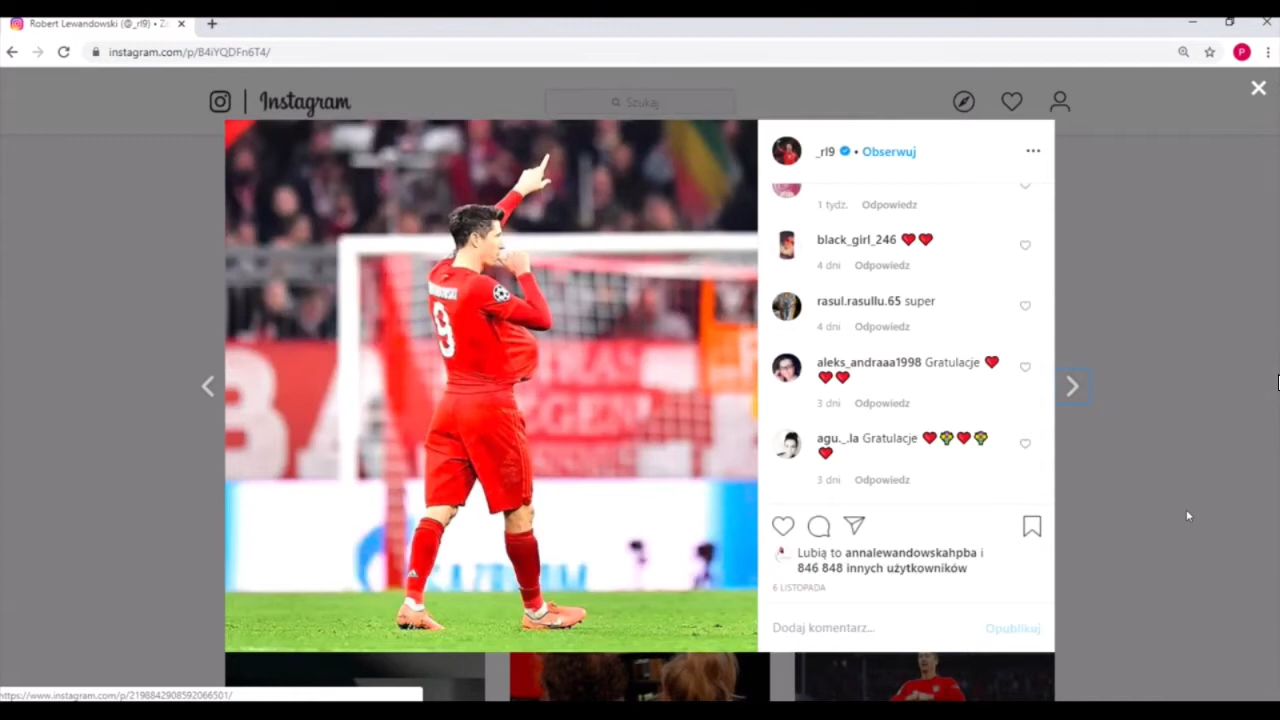 Robert Lewandowski (@_rl9) • Z
instagram.com/p/B4iYQDFn6T4/
P
Instagram
Szukaj
_rl9 • Obserwuj
1 tydz. Odpowiedz
black_girl_246 ❤️❤️
4 dni Odpowiedz
rasul.rasullu.65 super
4 dni Odpowiedz
aleks_andraaa1998 Gratulacje ❤️
❤️❤️
3 dni Odpowiedz
agu._.la Gratulacje ❤️💐❤️💐
❤️
3 dni Odpowiedz
Lubią to annalewandowskahpba i
846 848 innych użytkowników
6 LISTOPADA
Dodaj komentarz... Opublikuj
9
https://www.instagram.com/p/2198842908592066501/